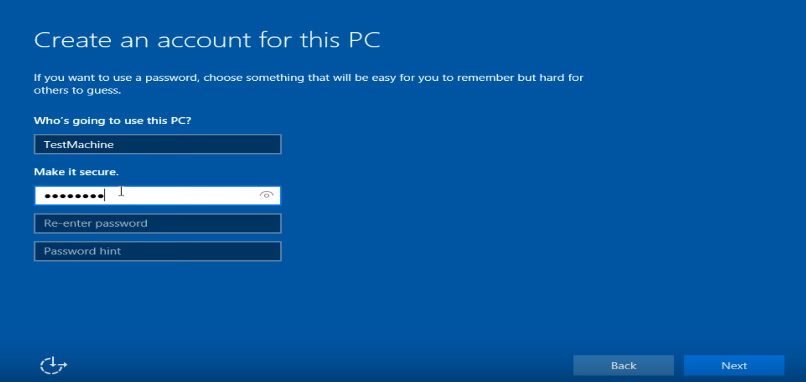 Create an account for this PC
If you want to use a password, choose something that will be easy for you to remember but hard for
others to guess.
Who's going to use this PC?
TestMachine
Make it secure.
••••••••
Re-enter password
Password hint
Back
Next